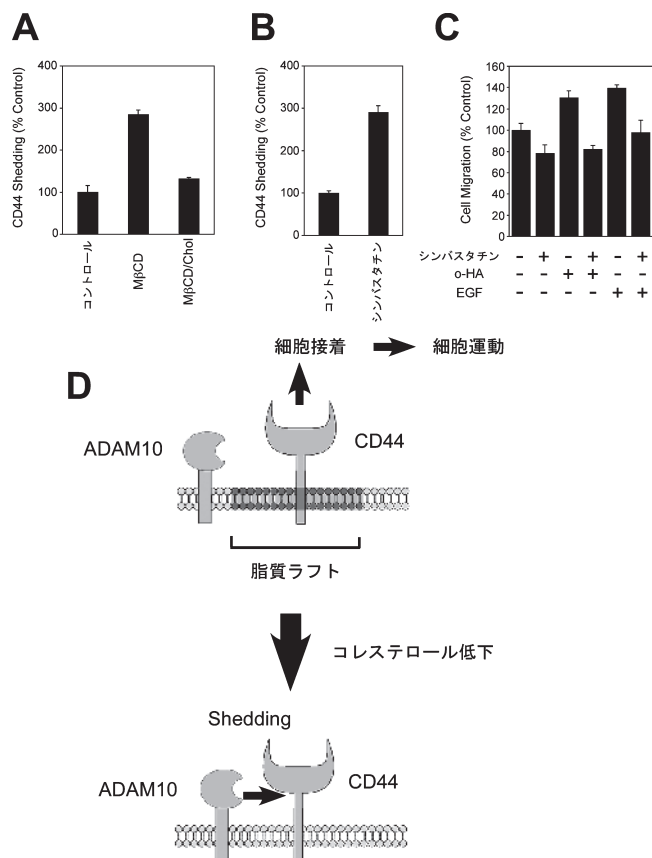 A
CD44 Shedding (% Control)
400
300
200
100
0
コントロール
MβCD
MβCD/Chol
B
CD44 Shedding (% Control)
400
300
200
100
0
コントロール
シンバスタチン
C
Cell Migration (% Control)
160
140
120
100
80
60
40
20
0
シンバスタチン - + - + - +
o-HA - - + + - -
EGF - - - - + +
細胞接着 細胞運動
D
ADAM10
CD44
脂質ラフト
コレステロール低下
Shedding
ADAM10
CD44